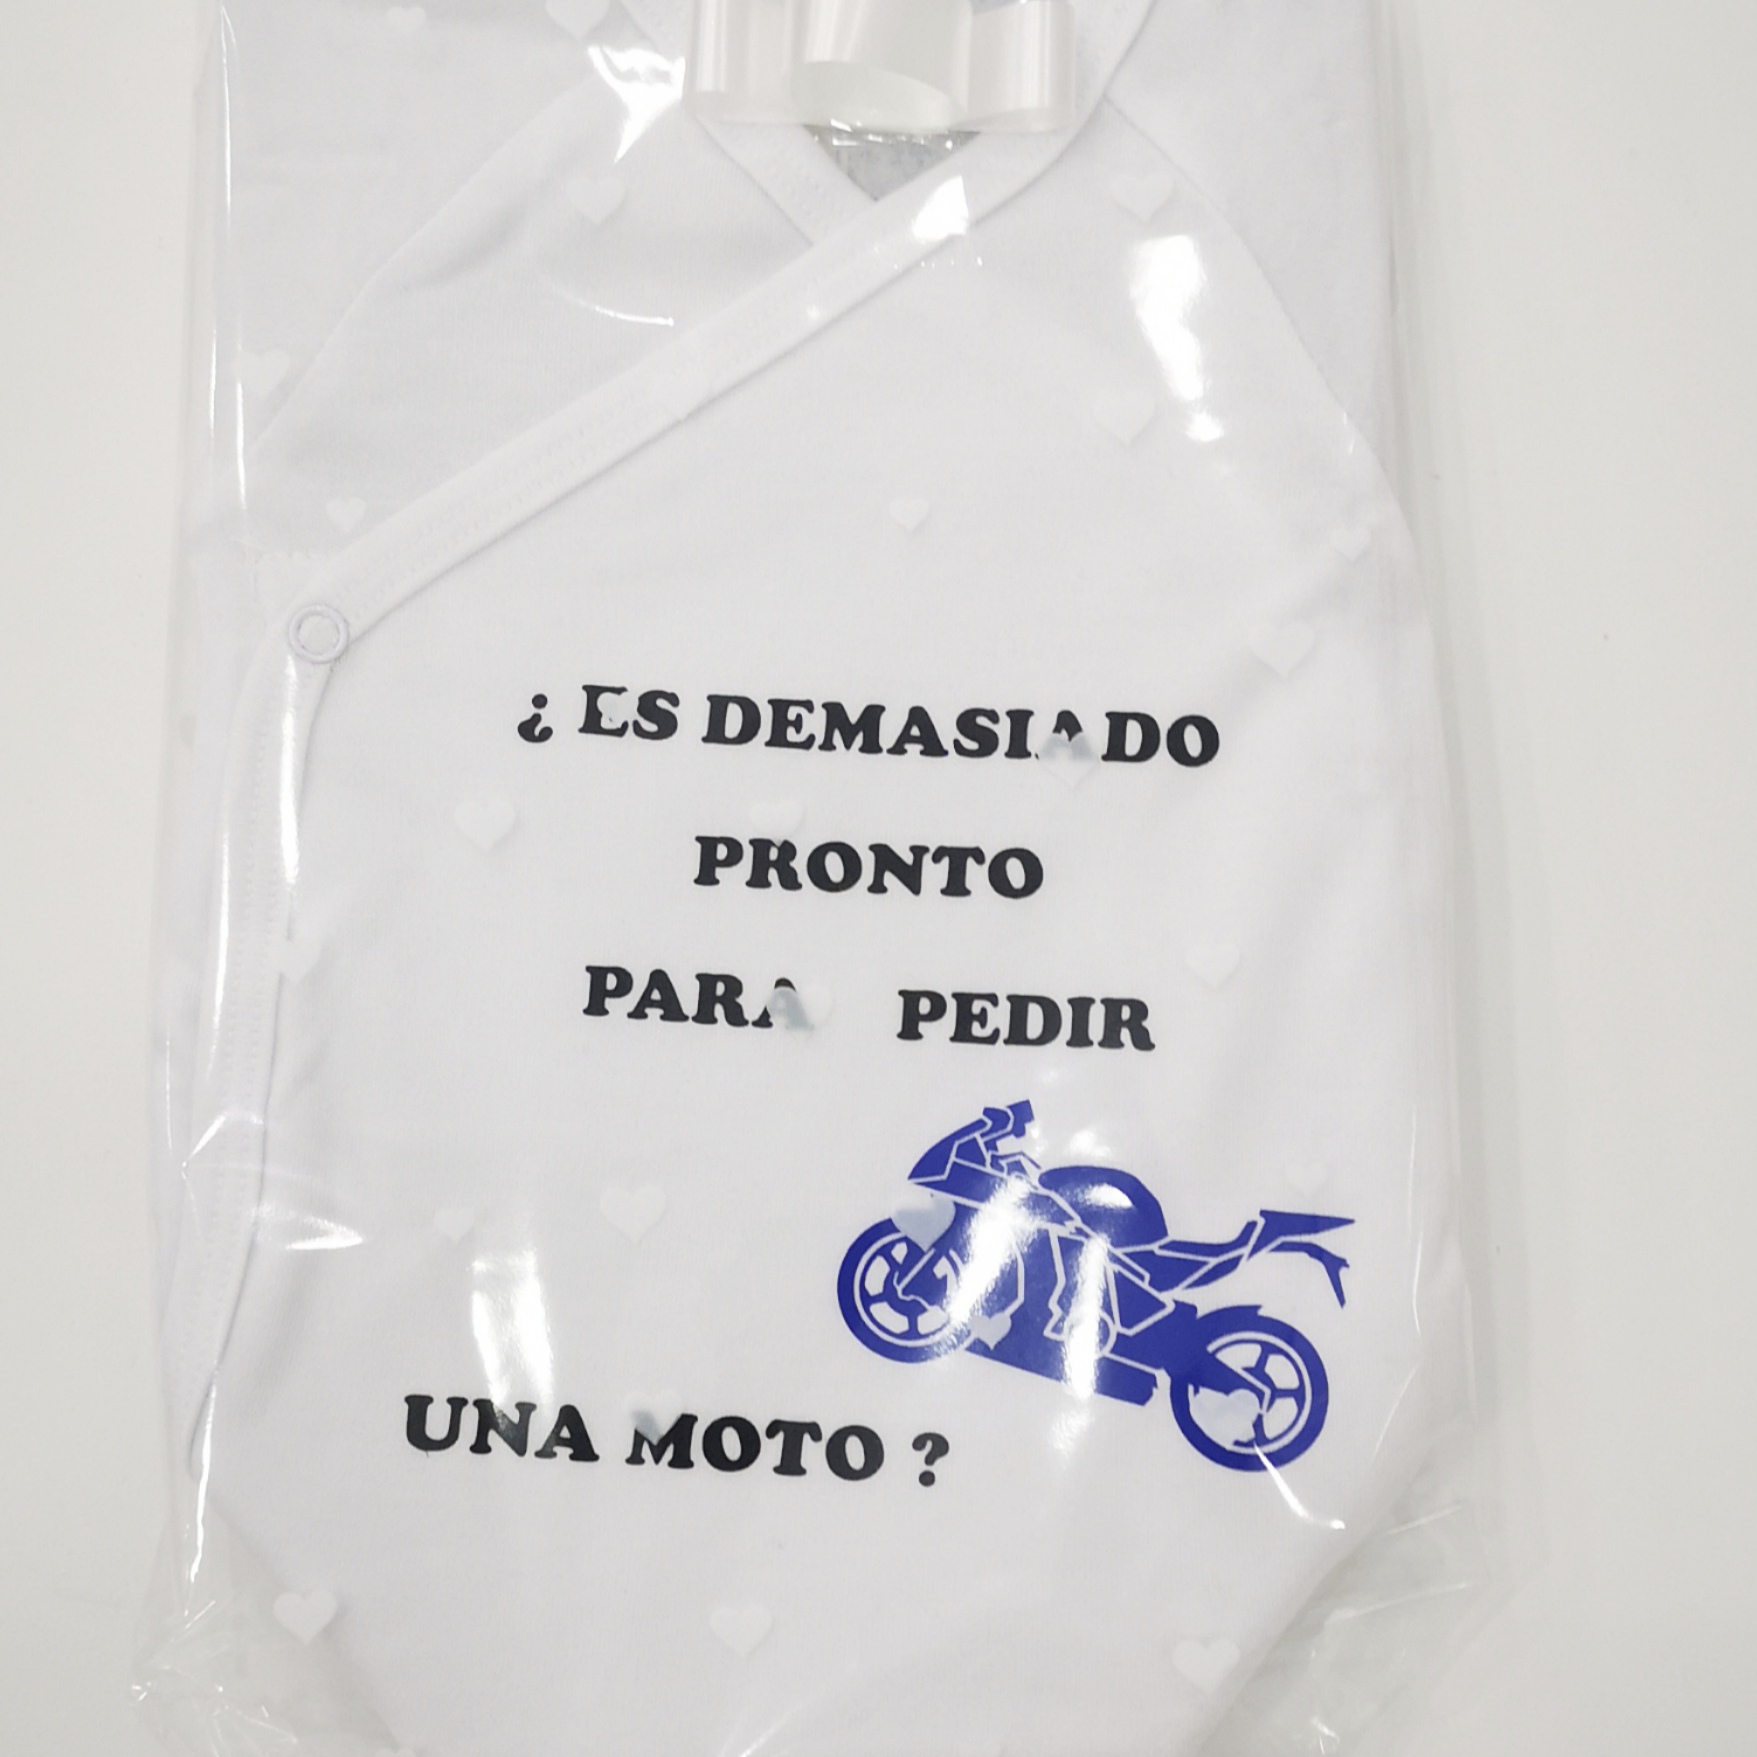 ¿ ES DEMASIADO
PRONTO
PARA PEDIR
UNA MOTO ?